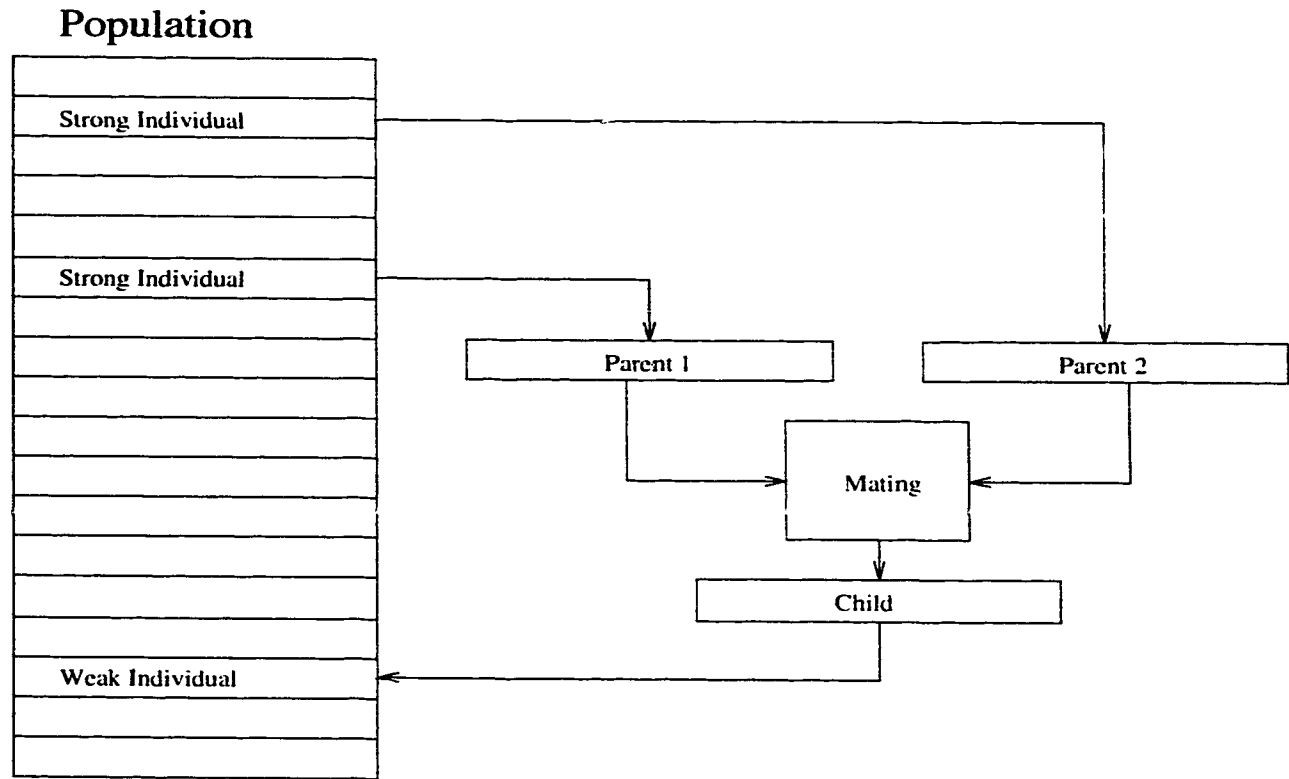 Population
Strong Individual
Strong Individual
Parent 1
Parent 2
Mating
Child
Weak Individual